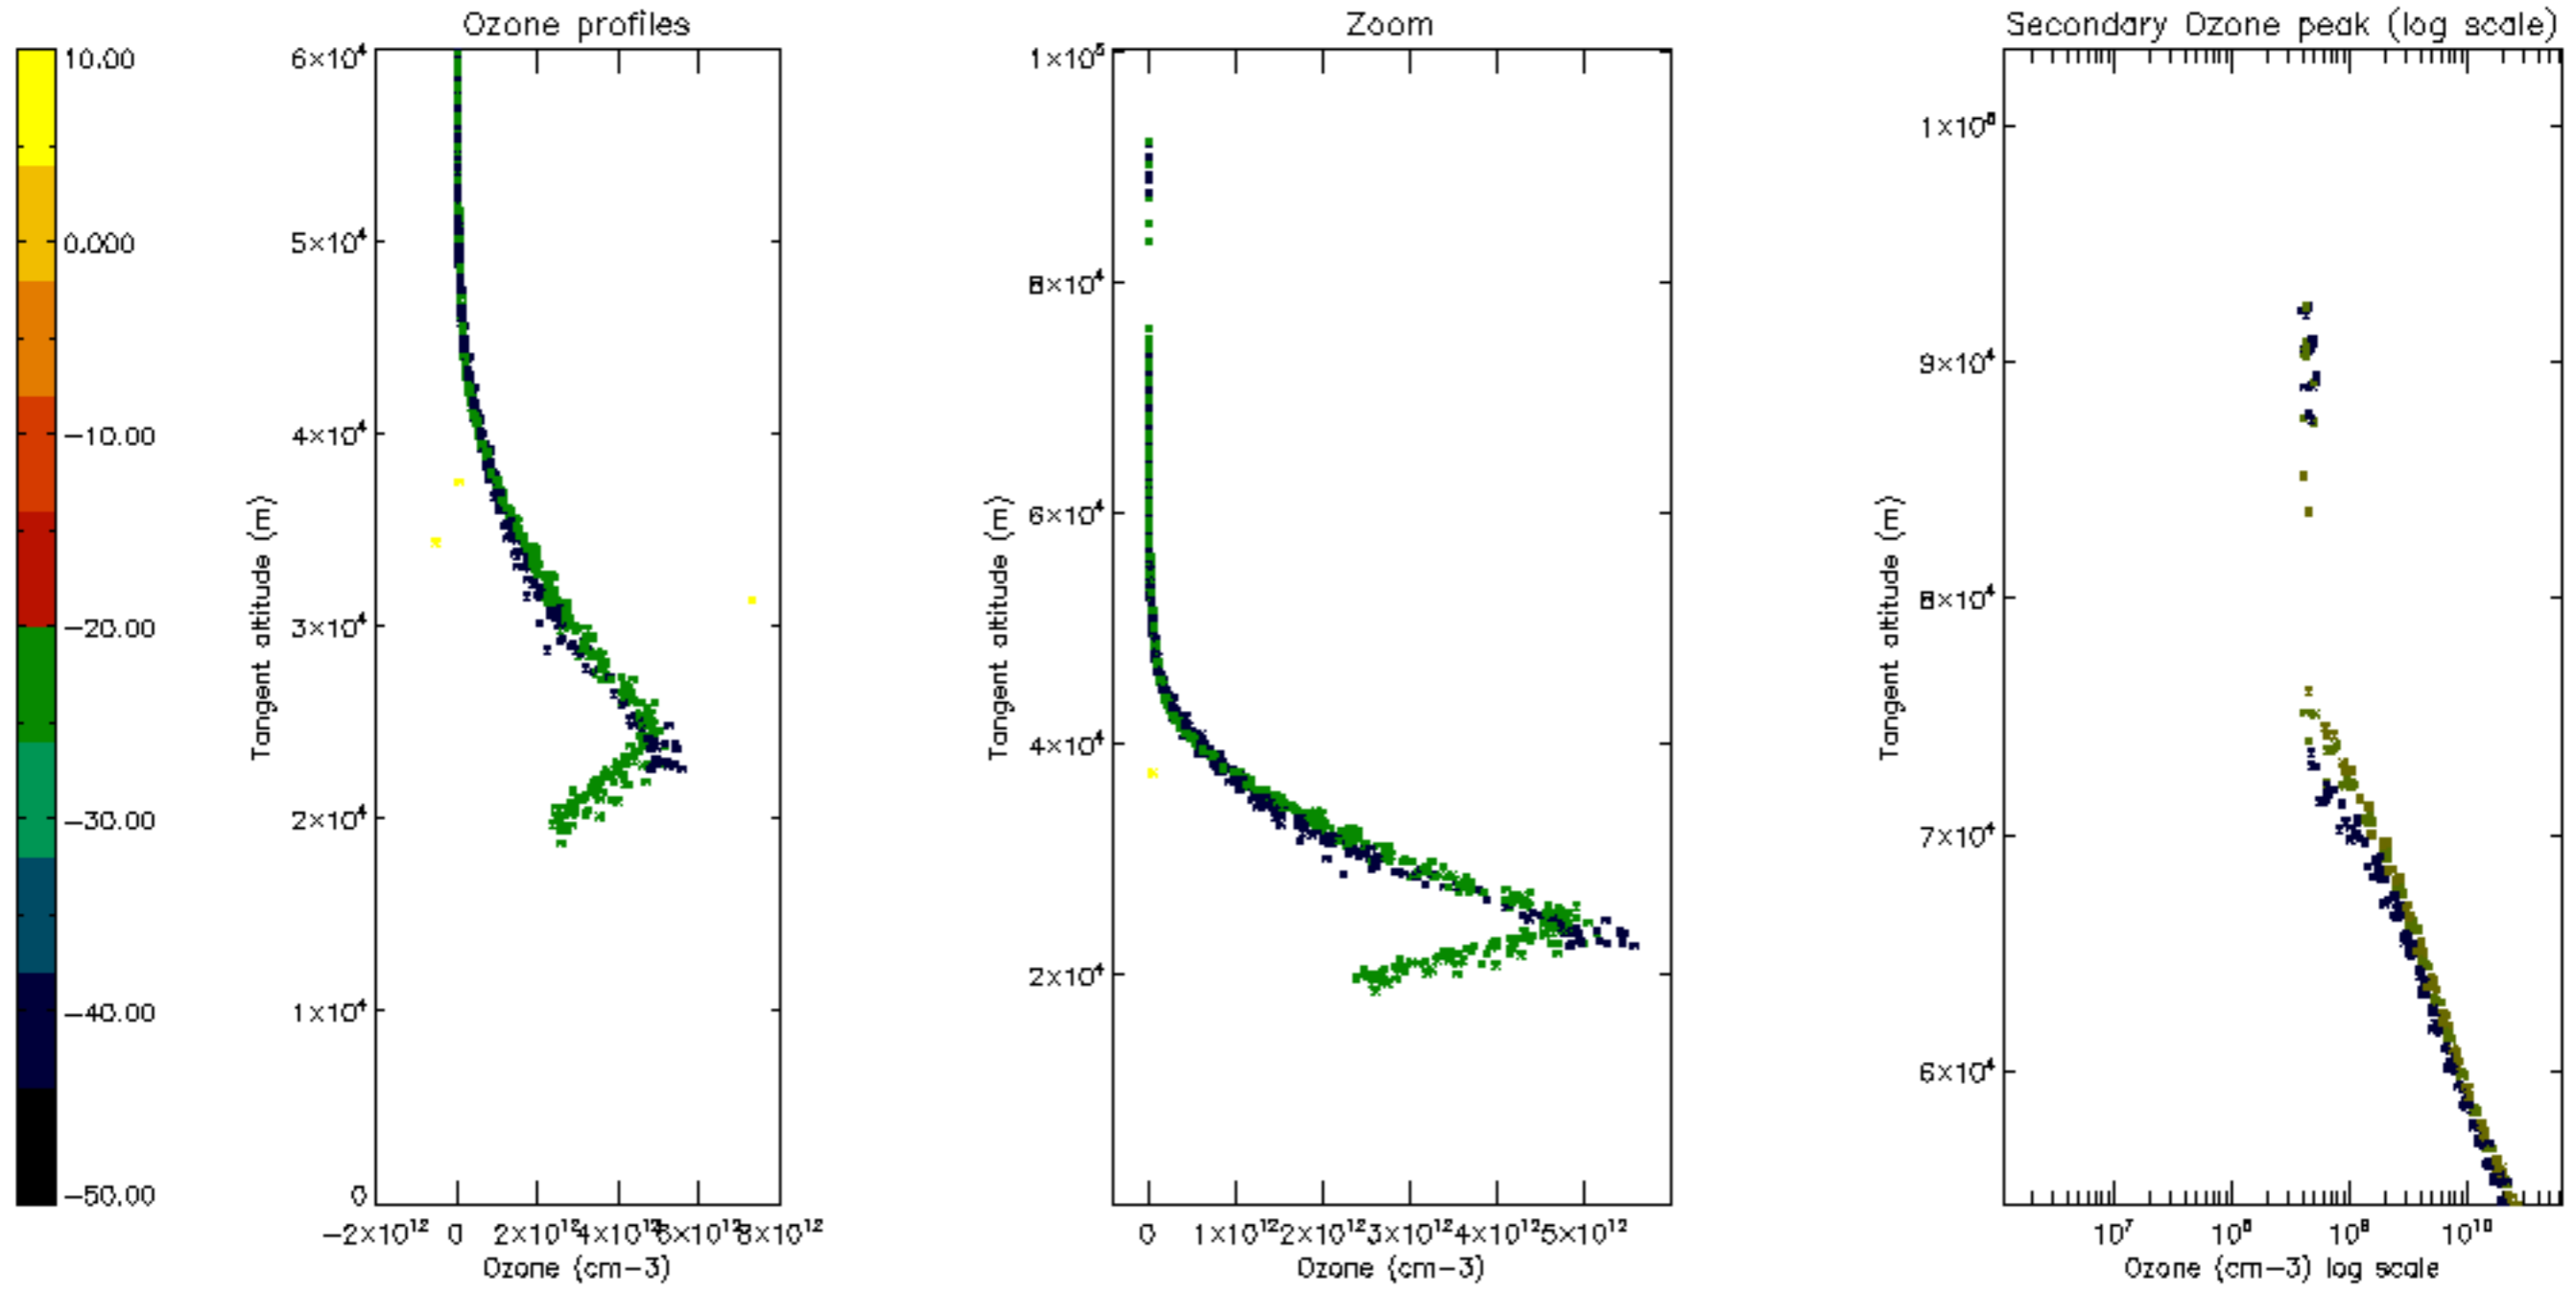 Ozone profiles
Zoom
Secondary Ozone peak (log scale)
10.00
0.000
−10.00
−20.00
−30.00
−40.00
−50.00
6×10⁴
5×10⁴
4×10⁴
3×10⁴
2×10⁴
1×10⁴
0
Tangent altitude (m)
−2×10¹² 0 2×10¹² 4×10¹² 6×10¹² 8×10¹²
Ozone (cm−3)
1×10⁵
8×10⁴
6×10⁴
4×10⁴
2×10⁴
Tangent altitude (m)
0 1×10¹² 2×10¹² 3×10¹² 4×10¹² 5×10¹²
Ozone (cm−3)
1×10⁵
9×10⁴
8×10⁴
7×10⁴
6×10⁴
Tangent altitude (m)
10⁷ 10⁸ 10⁹ 10¹⁰
Ozone (cm−3) log scale